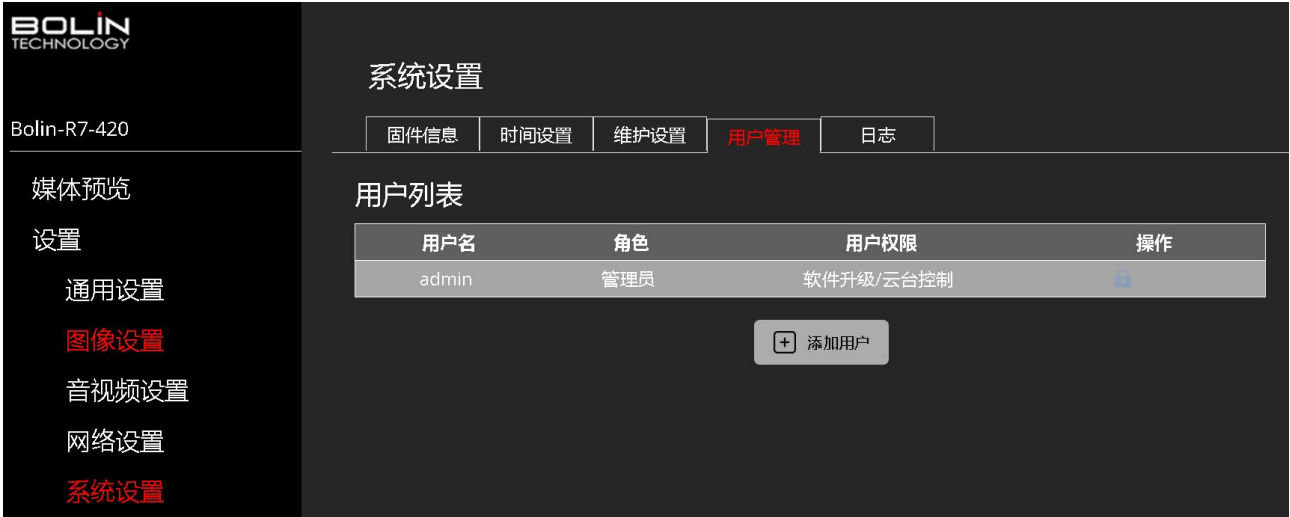 BOLIN
TECHNOLOGY
Bolin-R7-420
媒体预览
设置
通用设置
图像设置
音视频设置
网络设置
系统设置
系统设置
固件信息 时间设置 维护设置 用户管理 日志
用户列表
用户名 角色 用户权限 操作
admin 管理员 软件升级/云台控制
添加用户